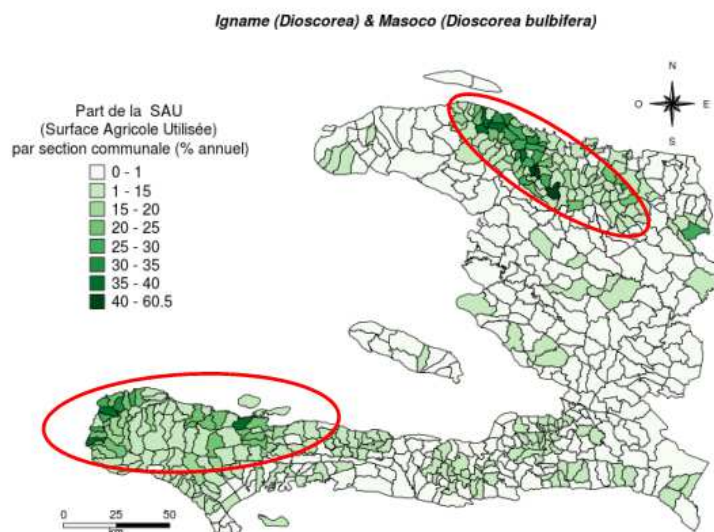 Igname (Dioscorea) & Masoco (Dioscorea bulbifera)
N
O E
S
Part de la SAU
(Surface Agricole Utilisée)
par section communale (% annuel)
0 - 1
1 - 15
15 - 20
20 - 25
25 - 30
30 - 35
35 - 40
40 - 60.5
0 25 50
km